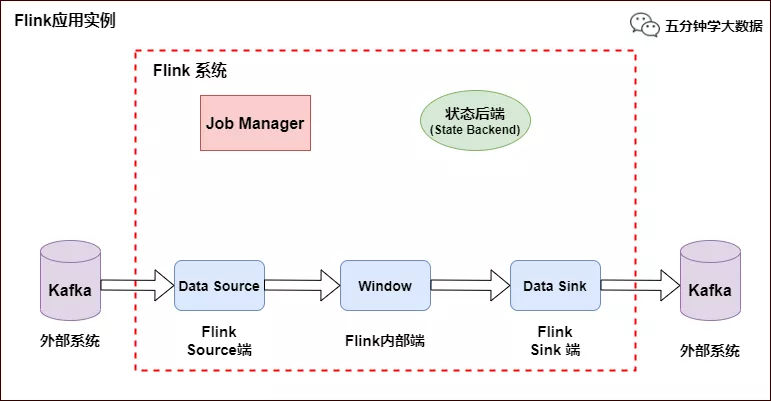 Flink应用实例
五分钟学大数据
Flink 系统
Job Manager
状态后端
(State Backend)
Kafka
Data Source
Window
Data Sink
Kafka
外部系统
Flink
Source端
Flink内部端
Flink
Sink 端
外部系统